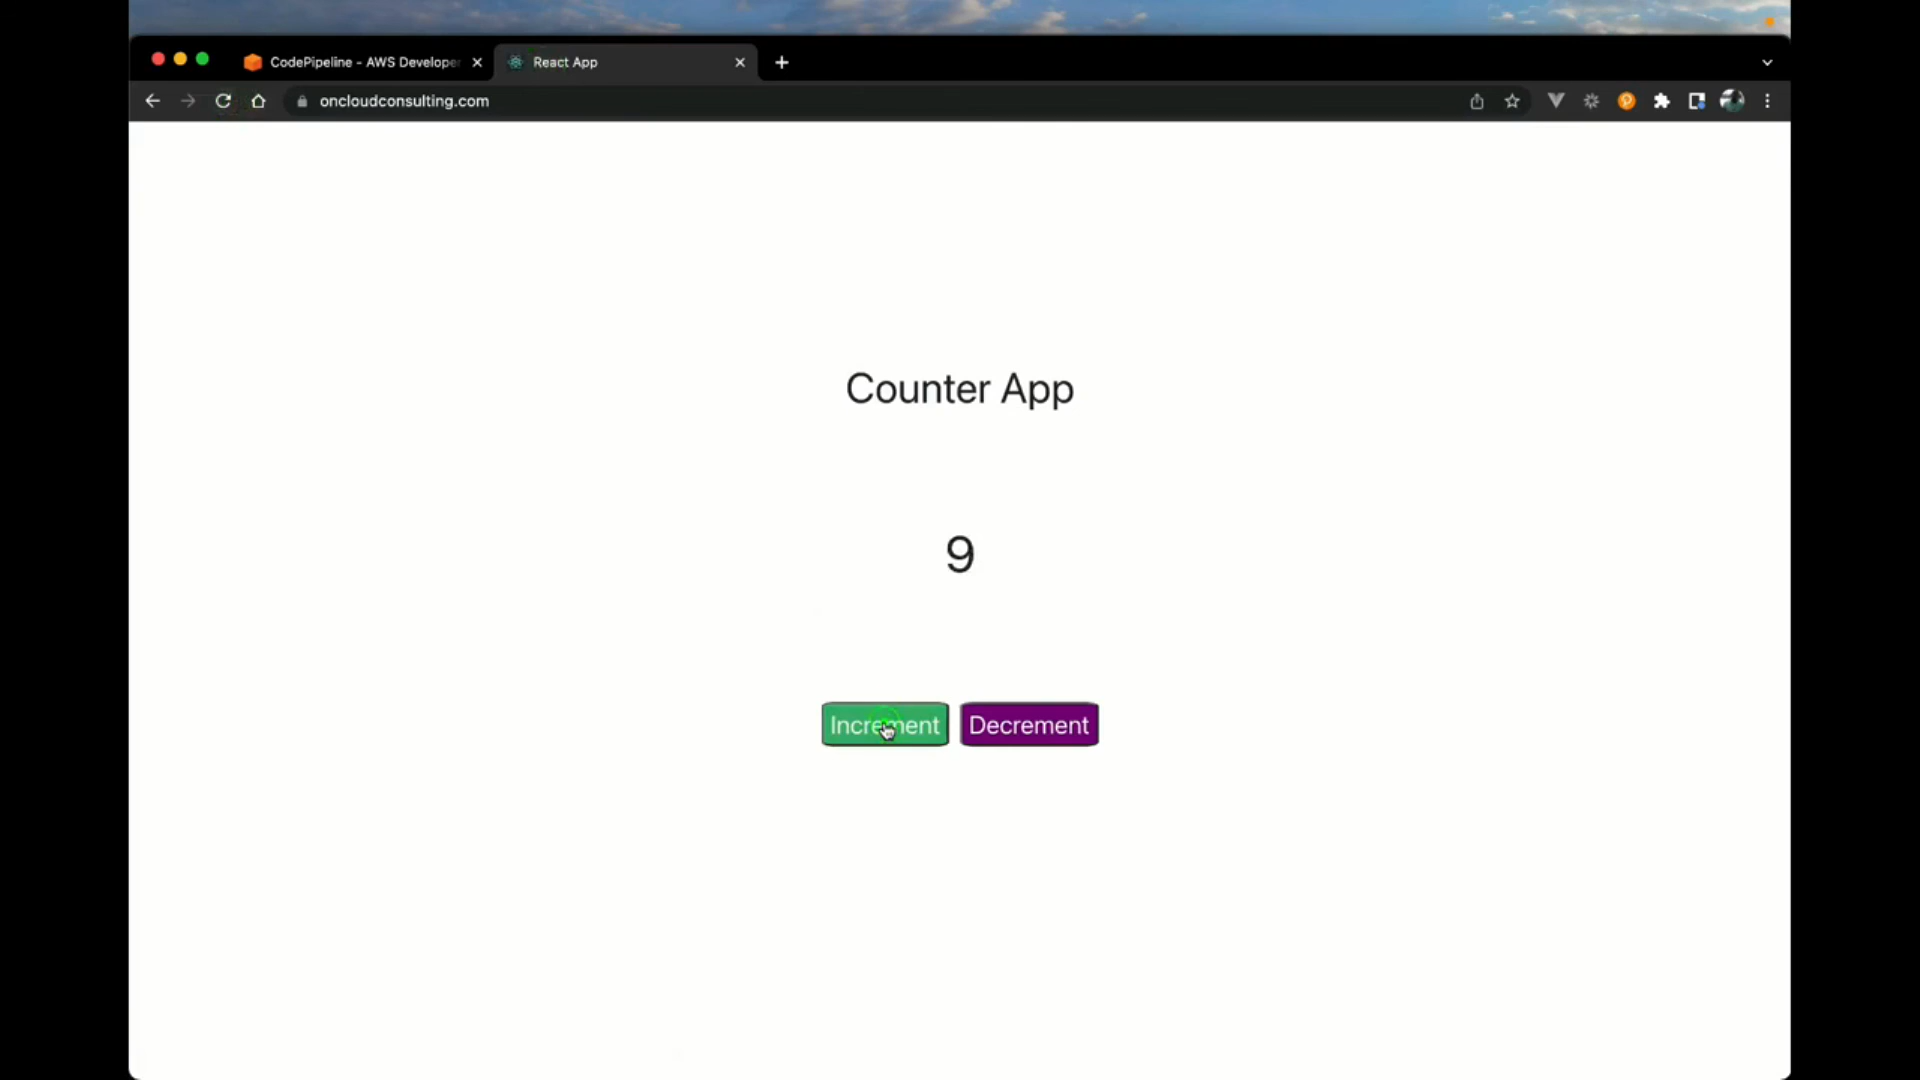 CodePipeline - AWS Develope
React App
oncloudconsulting.com
Counter App
9
Increment
Decrement